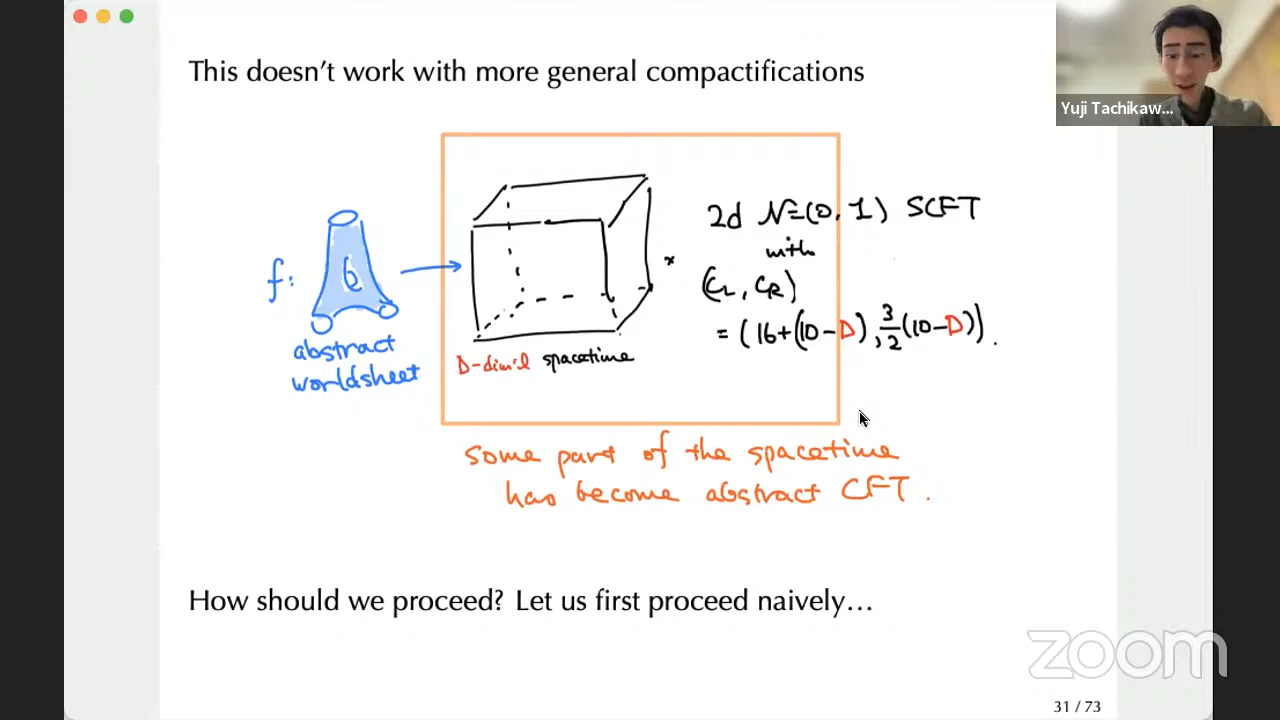 This doesn't work with more general compactifications
Yuji Tachikaw...
f:
σ
abstract
worldsheet
D-dim'l spacetime
×
2d N=(0,1) SCFT
with
(CL, CR)
= (16+(10-D), 3/2(10-D)).
some part of the spacetime
has become abstract CFT.
How should we proceed? Let us first proceed naively…
zoom
31 / 73